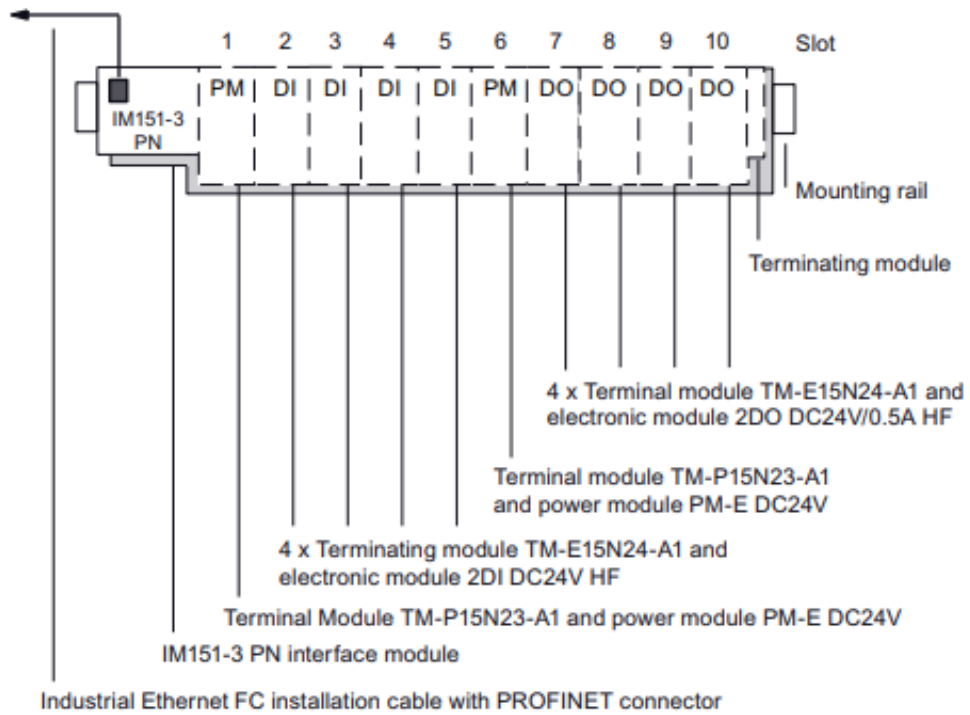 1 2 3 4 5 6 7 8 9 10 Slot
PM DI DI DI DI PM DO DO DO DO
IM151-3
PN
Mounting rail
Terminating module
4 x Terminal module TM-E15N24-A1 and
electronic module 2DO DC24V/0.5A HF
Terminal module TM-P15N23-A1
and power module PM-E DC24V
4 x Terminating module TM-E15N24-A1 and
electronic module 2DI DC24V HF
Terminal Module TM-P15N23-A1 and power module PM-E DC24V
IM151-3 PN interface module
Industrial Ethernet FC installation cable with PROFINET connector